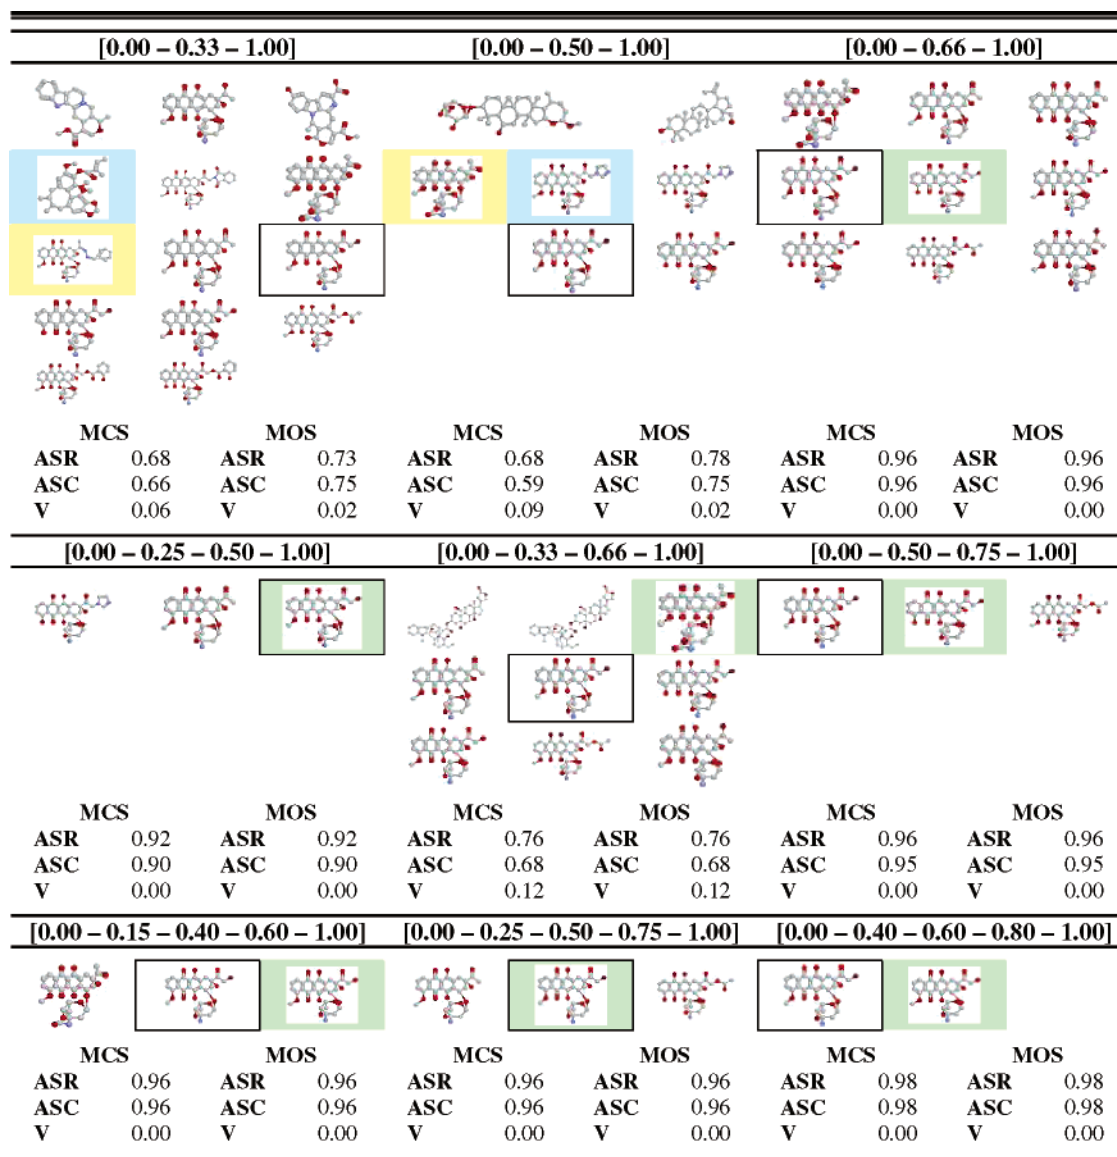 [0.00 – 0.33 – 1.00] [0.00 – 0.50 – 1.00] [0.00 – 0.66 – 1.00]
MCS MOS MCS MOS MCS MOS
ASR 0.68 ASR 0.73 ASR 0.68 ASR 0.78 ASR 0.96 ASR 0.96
ASC 0.66 ASC 0.75 ASC 0.59 ASC 0.75 ASC 0.96 ASC 0.96
V 0.06 V 0.02 V 0.09 V 0.02 V 0.00 V 0.00
[0.00 – 0.25 – 0.50 – 1.00] [0.00 – 0.33 – 0.66 – 1.00] [0.00 – 0.50 – 0.75 – 1.00]
MCS MOS MCS MOS MCS MOS
ASR 0.92 ASR 0.92 ASR 0.76 ASR 0.76 ASR 0.96 ASR 0.96
ASC 0.90 ASC 0.90 ASC 0.68 ASC 0.68 ASC 0.95 ASC 0.95
V 0.00 V 0.00 V 0.12 V 0.12 V 0.00 V 0.00
[0.00 – 0.15 – 0.40 – 0.60 – 1.00] [0.00 – 0.25 – 0.50 – 0.75 – 1.00] [0.00 – 0.40 – 0.60 – 0.80 – 1.00]
MCS MOS MCS MOS MCS MOS
ASR 0.96 ASR 0.96 ASR 0.96 ASR 0.96 ASR 0.98 ASR 0.98
ASC 0.96 ASC 0.96 ASC 0.96 ASC 0.96 ASC 0.98 ASC 0.98
V 0.00 V 0.00 V 0.00 V 0.00 V 0.00 V 0.00